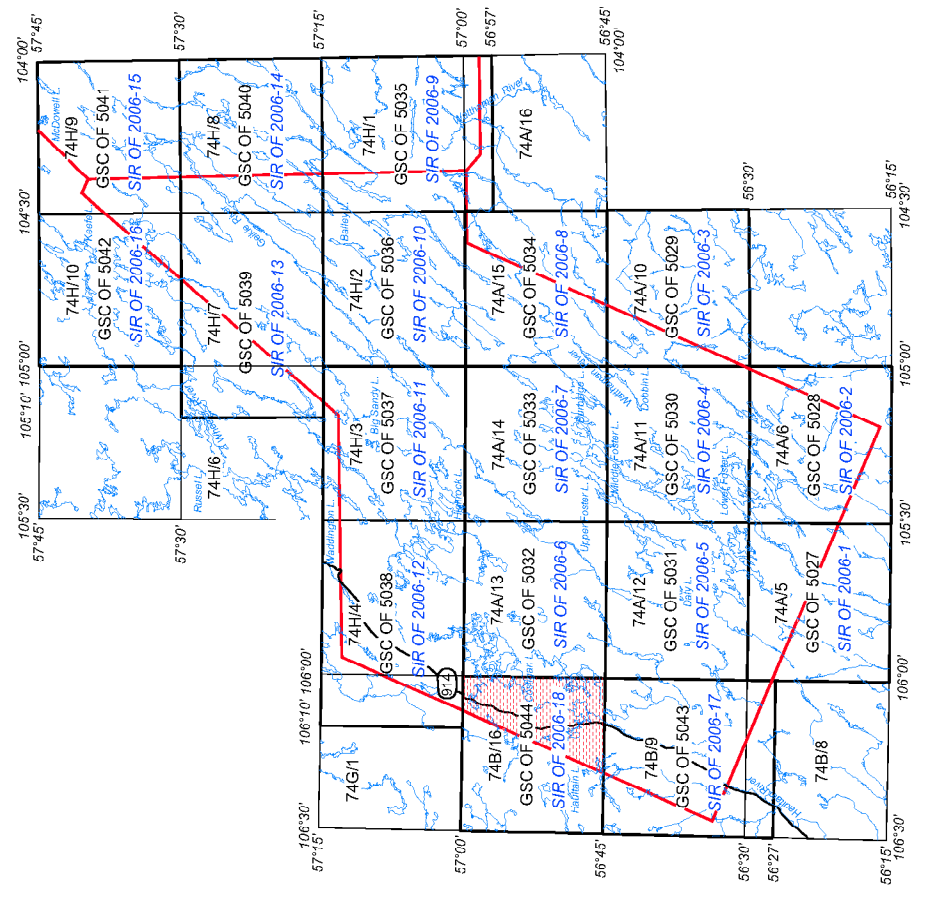 105°30'
105°10'
105°00'
104°30'
104°00'
57°45'
57°45'
74H/10
GSC OF 5042
SIR OF 2006-16
Keefe L.
74H/9
McDowell L.
GSC OF 5041
SIR OF 2006-15
57°30'
57°30'
74H/6
Russel L.
74H/7
GSC OF 5039
SIR OF 2006-13
74H/8
GSC OF 5040
SIR OF 2006-14
106°30'
106°10'
106°00'
57°15'
57°15'
74G/1
Waddington L.
74H/4
GSC OF 5038
SIR OF 2006-12
914
74H/3
Big Sandy L.
GSC OF 5037
SIR OF 2006-11
74H/2
GSC OF 5036
SIR OF 2006-10
74H/1
GSC OF 5035
SIR OF 2006-9
57°00'
57°00'
56°57'
74B/16
GSC OF 5044
SIR OF 2006-18
Haultain L.
74A/13
GSC OF 5032
SIR OF 2006-6
Upper Foster L.
74A/14
GSC OF 5033
SIR OF 2006-7
74A/15
GSC OF 5034
SIR OF 2006-8
74A/16
56°45'
56°45'
104°00'
74B/9
GSC OF 5043
SIR OF 2006-17
74A/12
GSC OF 5031
Daly L.
SIR OF 2006-5
Middle Foster L.
74A/11
Dobbin L.
GSC OF 5030
SIR OF 2006-4
Lower Foster L.
74A/10
GSC OF 5029
SIR OF 2006-3
56°30'
56°30'
56°27'
Haultain River
74B/8
74A/5
GSC OF 5027
SIR OF 2006-1
74A/6
GSC OF 5028
SIR OF 2006-2
56°15'
56°15'
106°30'
106°00'
105°30'
105°00'
104°30'